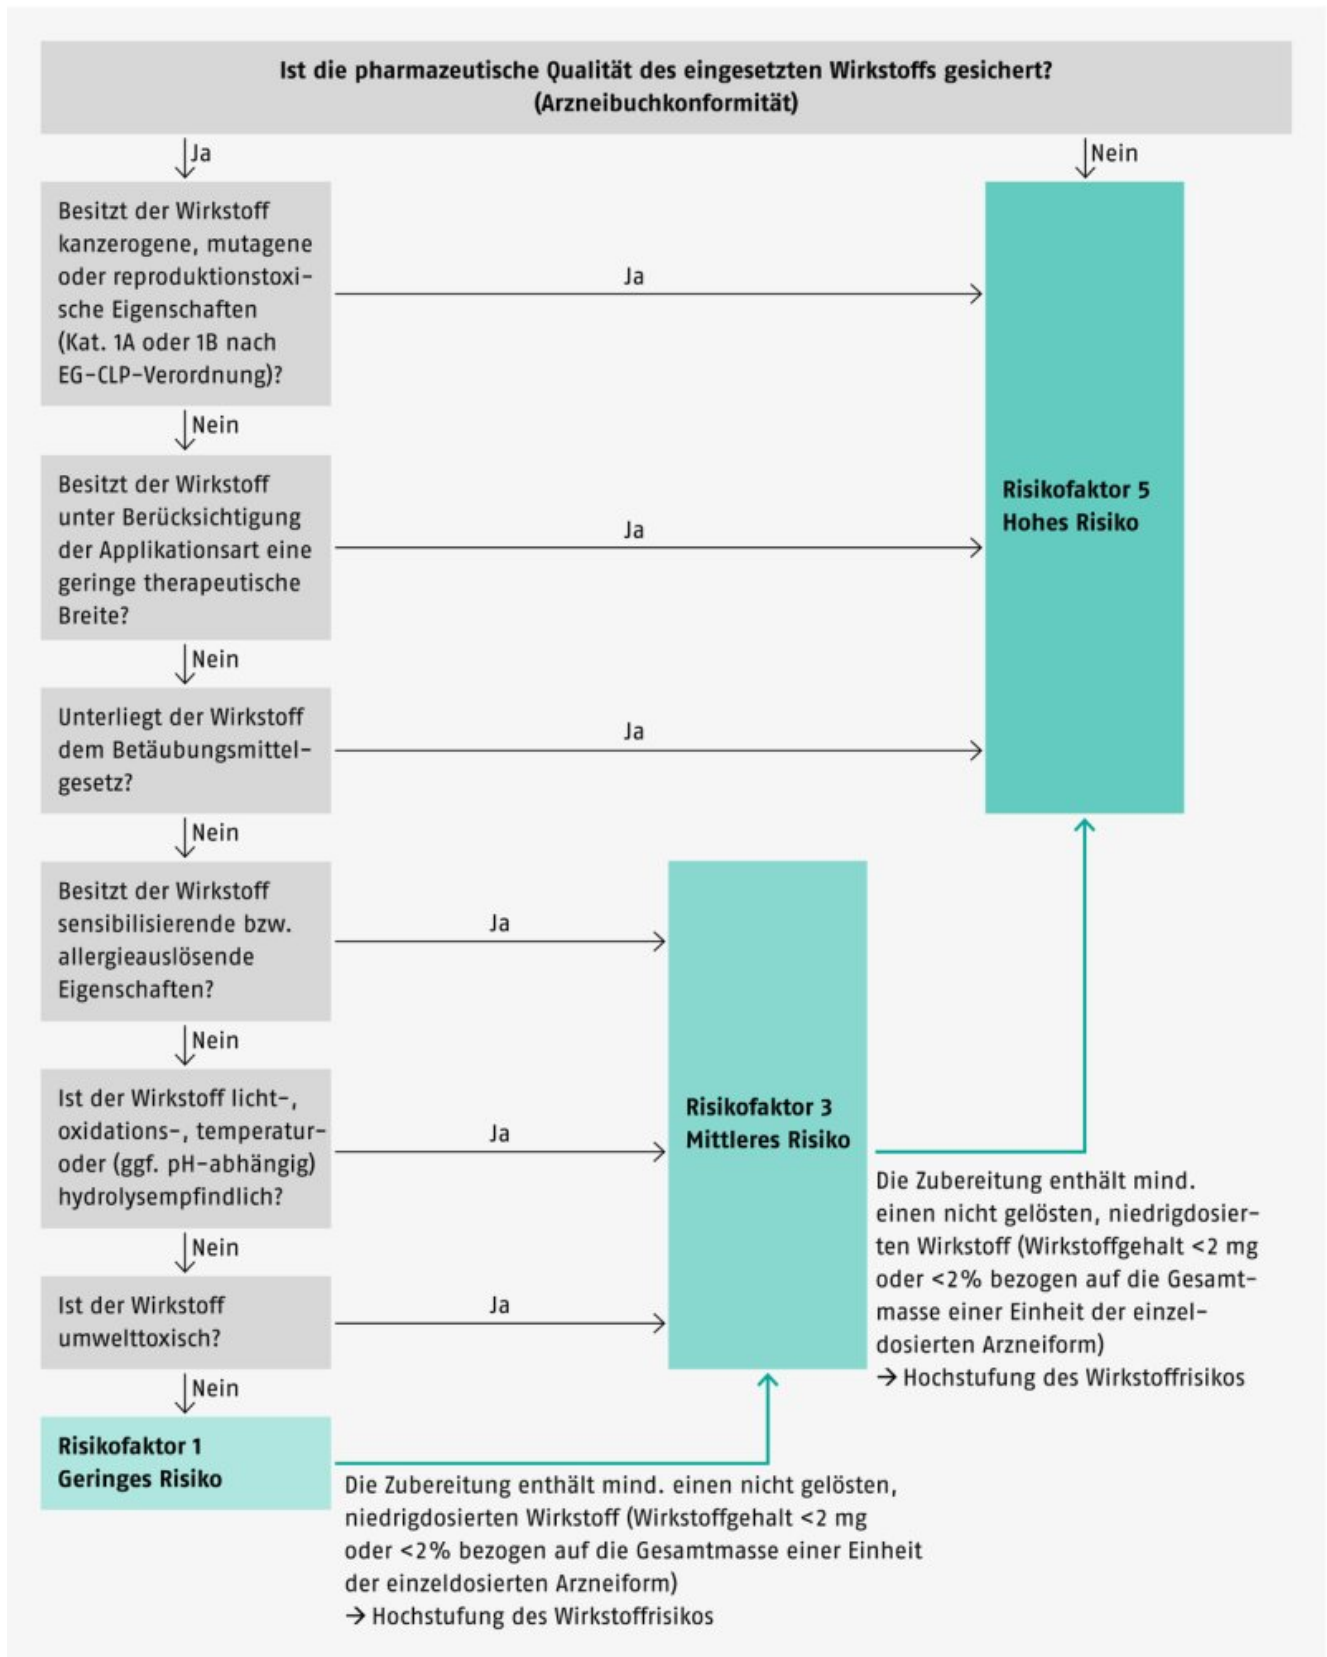 Ist die pharmazeutische Qualität des eingesetzten Wirkstoffs gesichert?
(Arzneibuchkonformität)
Ja
Nein
Besitzt der Wirkstoff
kanzerogene, mutagene
oder reproduktionstoxi-
sche Eigenschaften
(Kat. 1A oder 1B nach
EG-CLP-Verordnung)?
Ja
Nein
Besitzt der Wirkstoff
unter Berücksichtigung
der Applikationsart eine
geringe therapeutische
Breite?
Ja
Risikofaktor 5
Hohes Risiko
Nein
Unterliegt der Wirkstoff
dem Betäubungsmittel-
gesetz?
Ja
Nein
Besitzt der Wirkstoff
sensibilisierende bzw.
allergieauslösende
Eigenschaften?
Ja
Nein
Ist der Wirkstoff licht-,
oxidations-, temperatur-
oder (ggf. pH-abhängig)
hydrolysempfindlich?
Ja
Risikofaktor 3
Mittleres Risiko
Die Zubereitung enthält mind.
einen nicht gelösten, niedrigdosier-
ten Wirkstoff (Wirkstoffgehalt <2 mg
oder <2% bezogen auf die Gesamt-
masse einer Einheit der einzel-
dosierten Arzneiform)
→ Hochstufung des Wirkstoffrisikos
Nein
Ist der Wirkstoff
umwelttoxisch?
Ja
Nein
Risikofaktor 1
Geringes Risiko
Die Zubereitung enthält mind. einen nicht gelösten,
niedrigdosierten Wirkstoff (Wirkstoffgehalt <2 mg
oder <2% bezogen auf die Gesamtmasse einer Einheit
der einzeldosierten Arzneiform)
→ Hochstufung des Wirkstoffrisikos